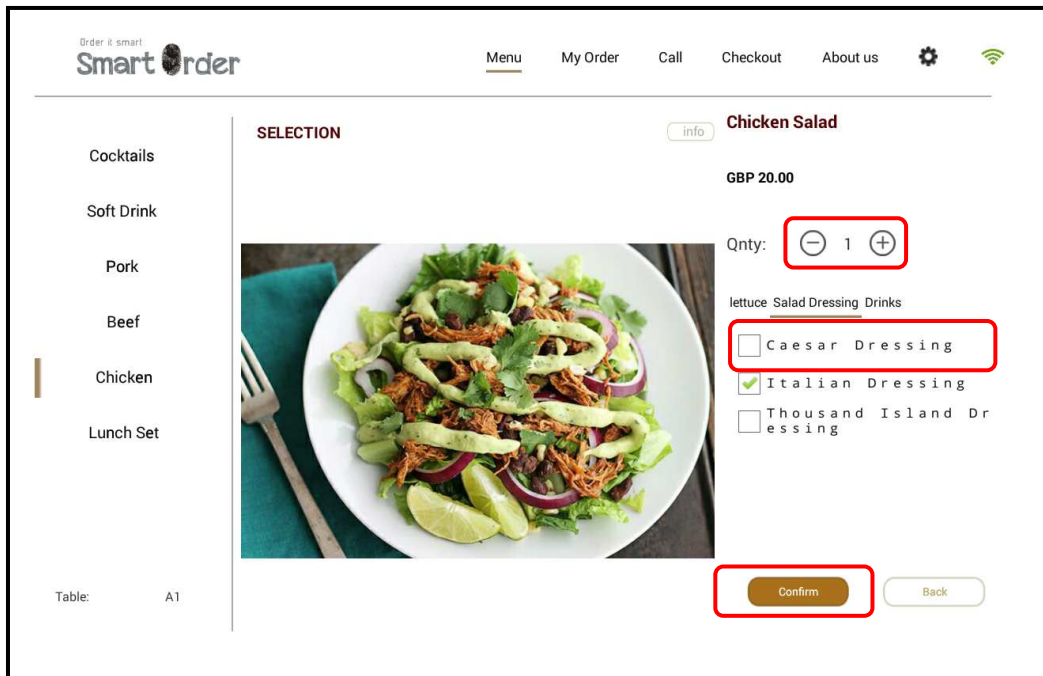 Order it smart
Smart Order
Menu My Order Call Checkout About us
Cocktails
Soft Drink
Pork
Beef
Chicken
Lunch Set
Table: A1
SELECTION
info
Chicken Salad
GBP 20.00
Qnty: 1
lettuce Salad Dressing Drinks
Caesar Dressing
Italian Dressing
Thousand Island Dr
essing
Confirm Back